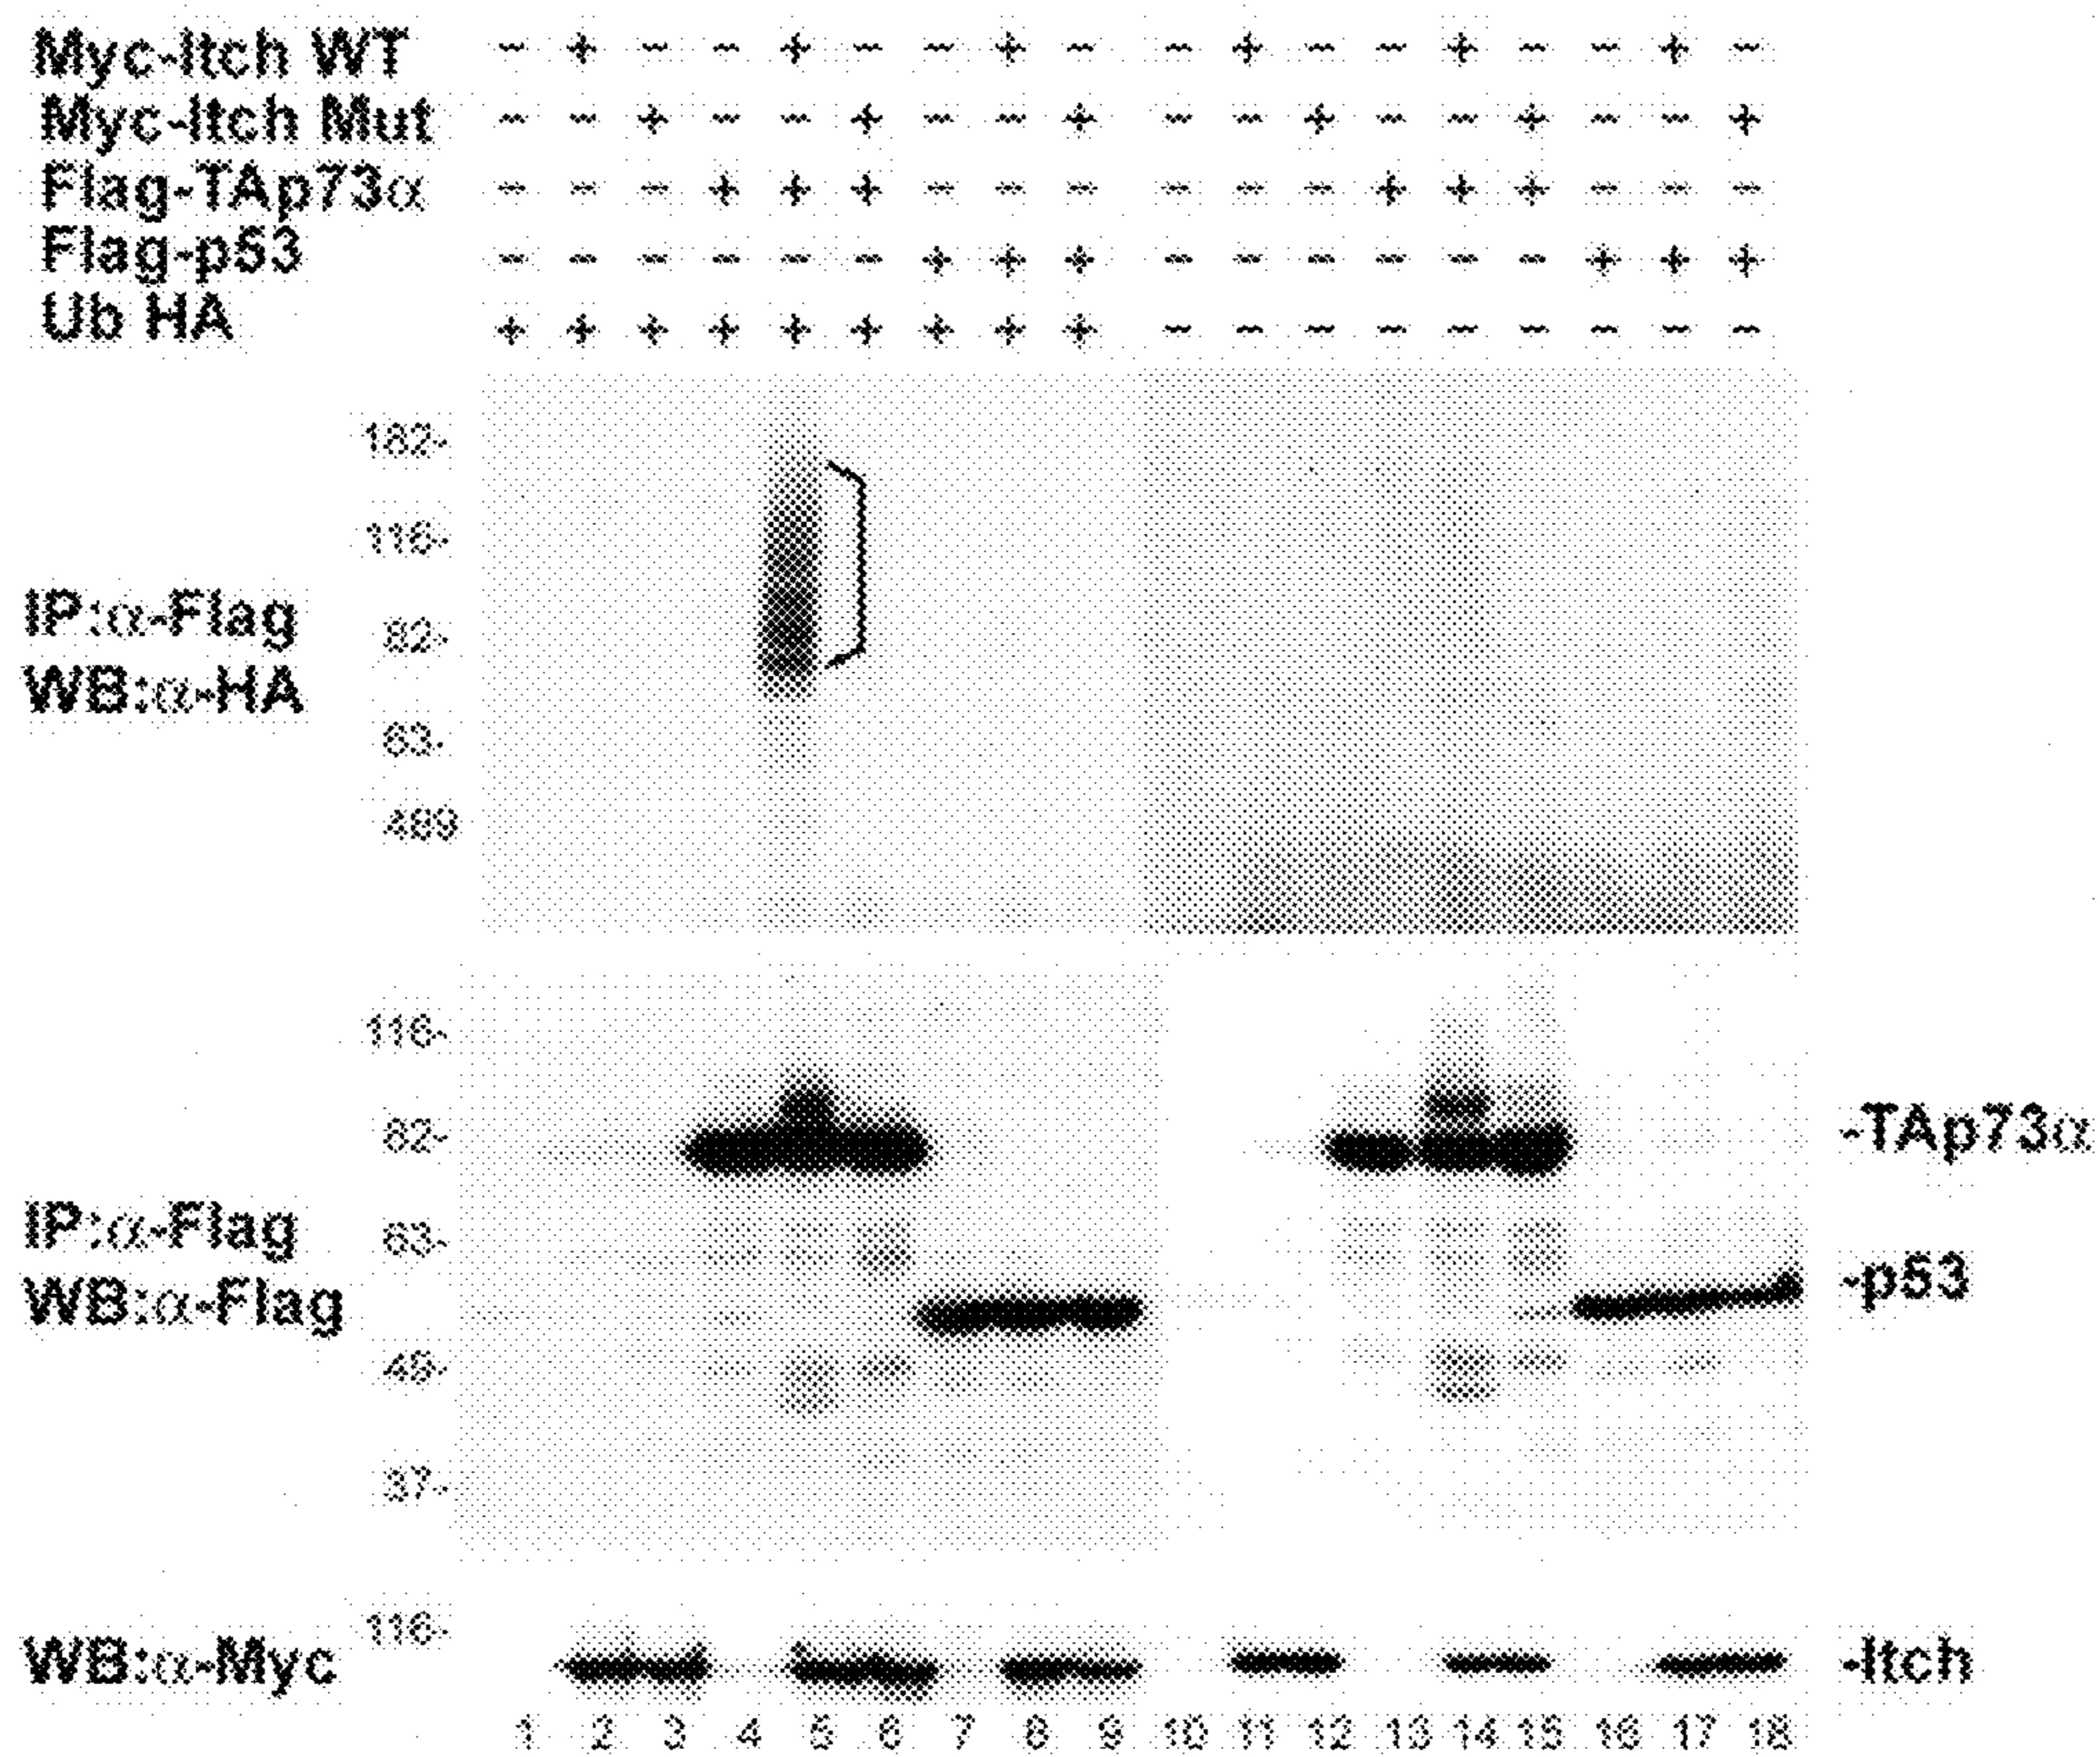 Myc-Itch WT - + - - + - - + - - + - - + - - + -
Myc-Itch Mut - - + - - + - - + - - + - - + - - +
Flag-TAp73α - - - + + + - - - - - - + + + - - -
Flag-p53 - - - - - - + + + - - - - - - + + +
Ub HA + + + + + + + + + - - - - - - - - -
182-
116-
IP:α-Flag
82-
WB:α-HA
63-
489
116-
82-
-TAp73α
IP:α-Flag
63-
-p53
WB:α-Flag
49-
37-
116-
WB:α-Myc
-Itch
1 2 3 4 5 6 7 8 9 10 11 12 13 14 15 16 17 18